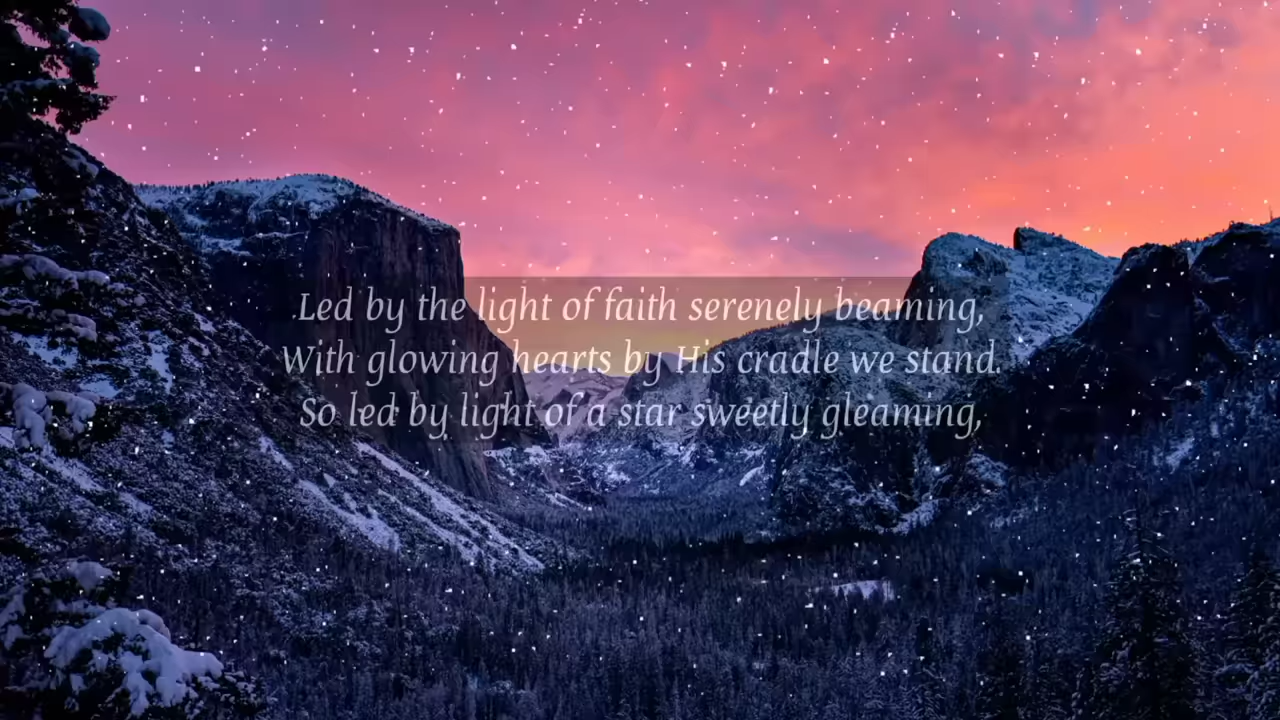 Led by the light of faith serenely beaming,
With glowing hearts by His cradle we stand.
So led by light of a star sweetly gleaming,